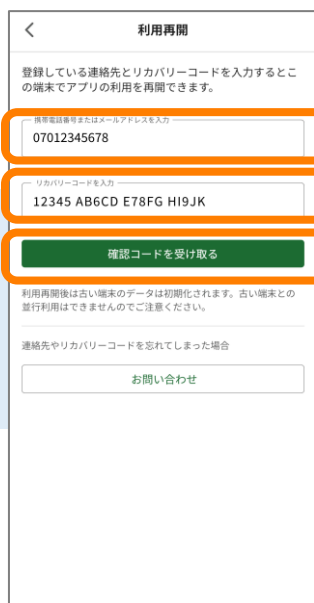 利用再開
登録している連絡先とリカバリーコードを入力するとこ
の端末でアプリの利用を再開できます。
携帯電話番号またはメールアドレスを入力
07012345678
リカバリーコードを入力
12345 AB6CD E78FG HI9JK
確認コードを受け取る
利用再開後は古い端末のデータは初期化されます。古い端末との
並行利用はできませんのでご注意ください。
連絡先やリカバリーコードを忘れてしまった場合
お問い合わせ